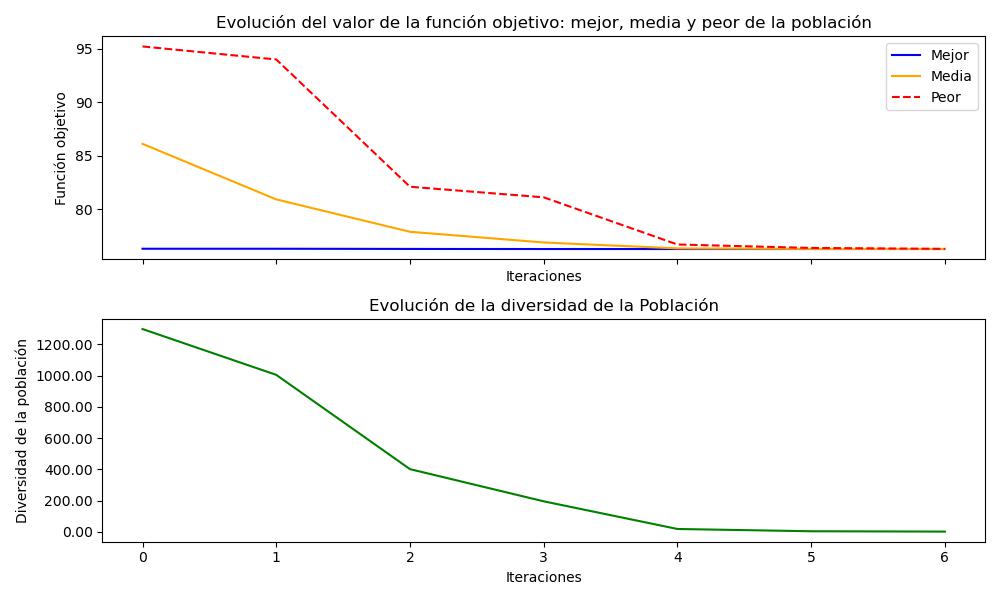 Evolución del valor de la función objetivo: mejor, media y peor de la población
Función objetivo
95
90
85
80
Mejor
Media
Peor
Iteraciones
Evolución de la diversidad de la Población
Diversidad de la población
1200.00
1000.00
800.00
600.00
400.00
200.00
0.00
0 1 2 3 4 5 6
Iteraciones